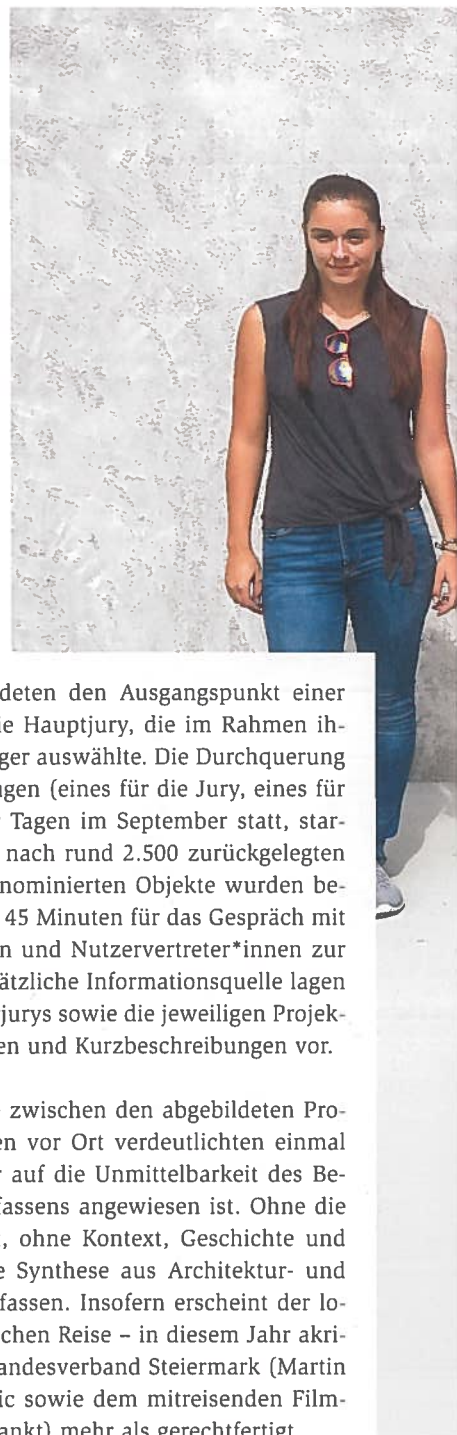 deten den Ausgangspunkt einer
ie Hauptjury, die im Rahmen ih-
ger auswählte. Die Durchquerung
gen (eines für die Jury, eines für
Tagen im September statt, star-
nach rund 2.500 zurückgelegten
nominierten Objekte wurden be-
45 Minuten für das Gespräch mit
n und Nutzervertreter*innen zur
ätzliche Informationsquelle lagen
jurys sowie die jeweiligen Projek-
en und Kurzbeschreibungen vor.
zwischen den abgebildeten Pro-
en vor Ort verdeutlichten einmal
auf die Unmittelbarkeit des Be-
fassens angewiesen ist. Ohne die
, ohne Kontext, Geschichte und
e Synthese aus Architektur- und
fassen. Insofern erscheint der lo-
chen Reise – in diesem Jahr akri-
andesverband Steiermark (Martin
ic sowie dem mitreisenden Film-
ankt) mehr als gerechtfertigt